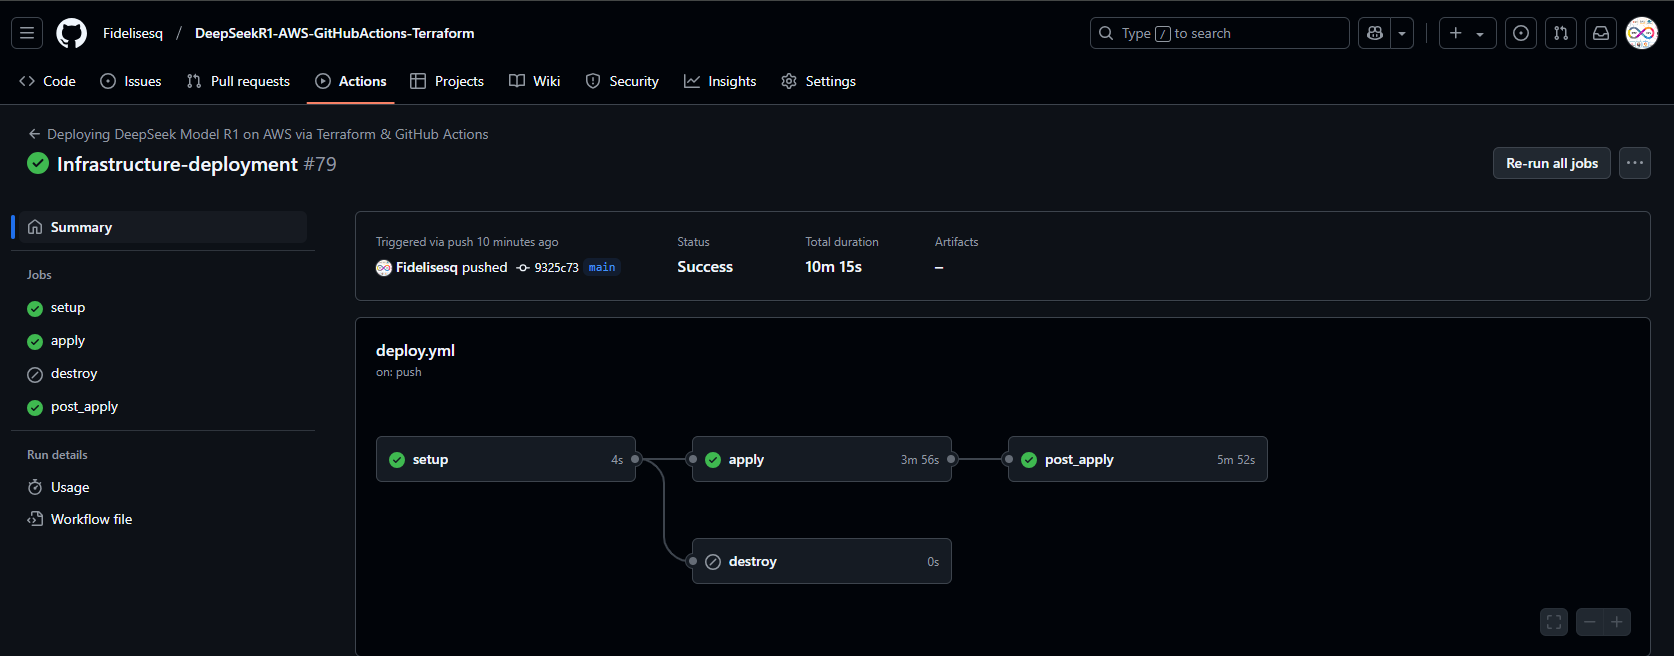 Fidelisesq / DeepSeekR1-AWS-GitHubActions-Terraform
Type / to search
Code Issues Pull requests Actions Projects Wiki Security Insights Settings
Deploying DeepSeek Model R1 on AWS via Terraform & GitHub Actions
Infrastructure-deployment #79
Re-run all jobs
Summary
Jobs
setup
apply
destroy
post_apply
Run details
Usage
Workflow file
Triggered via push 10 minutes ago
Fidelisesq pushed 9325c73 main
Status
Success
Total duration
10m 15s
Artifacts
–
deploy.yml
on: push
setup 4s
apply 3m 56s
post_apply 5m 52s
destroy 0s